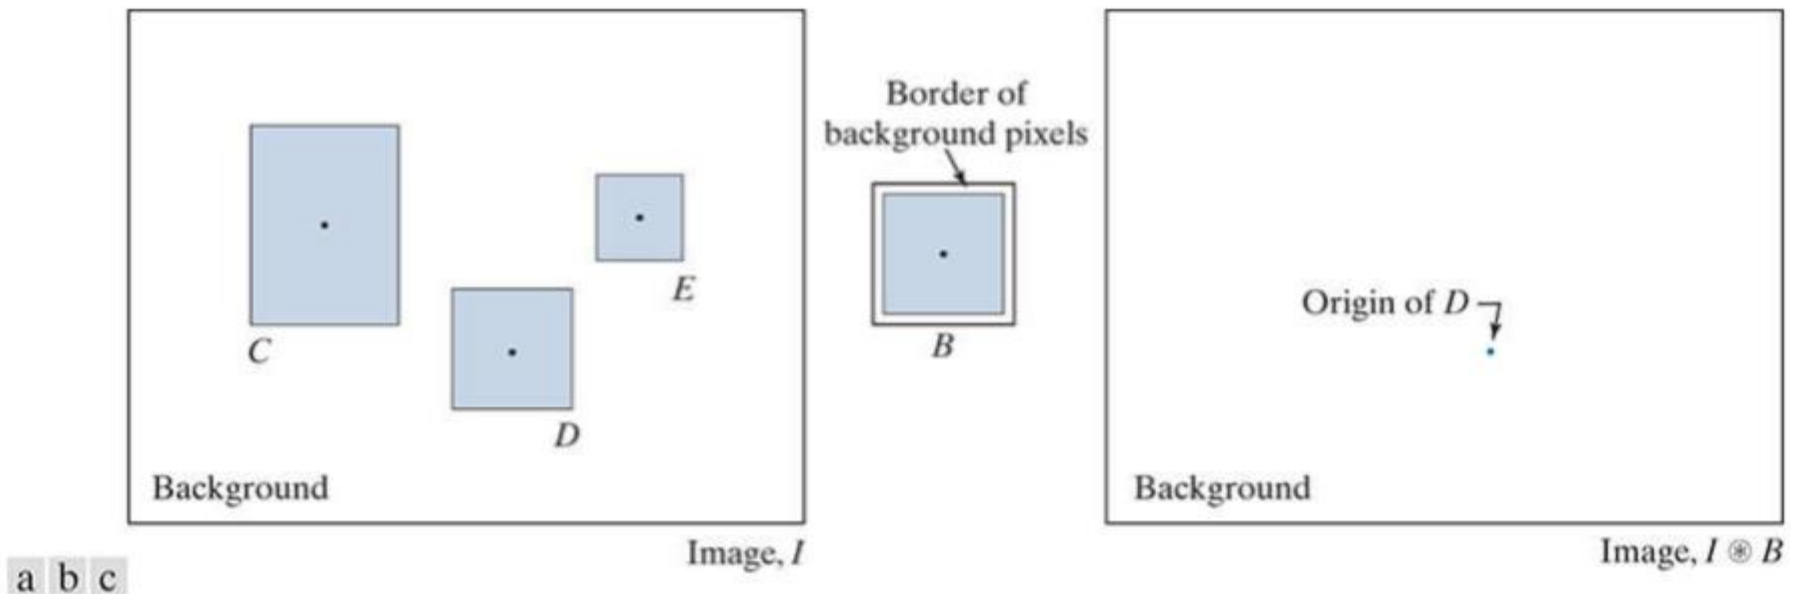 Border of
background pixels
E
Origin of D
C
B
D
Background
Background
Image, I
Image, I ⊛ B
a b c